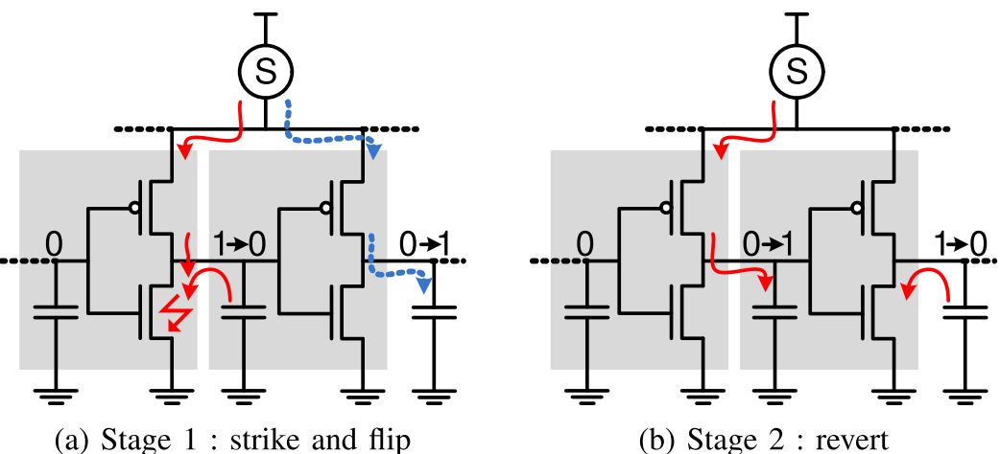 S S
0 1→0 0→1 0 0→1 1→0
(a) Stage 1 : strike and flip
(b) Stage 2 : revert